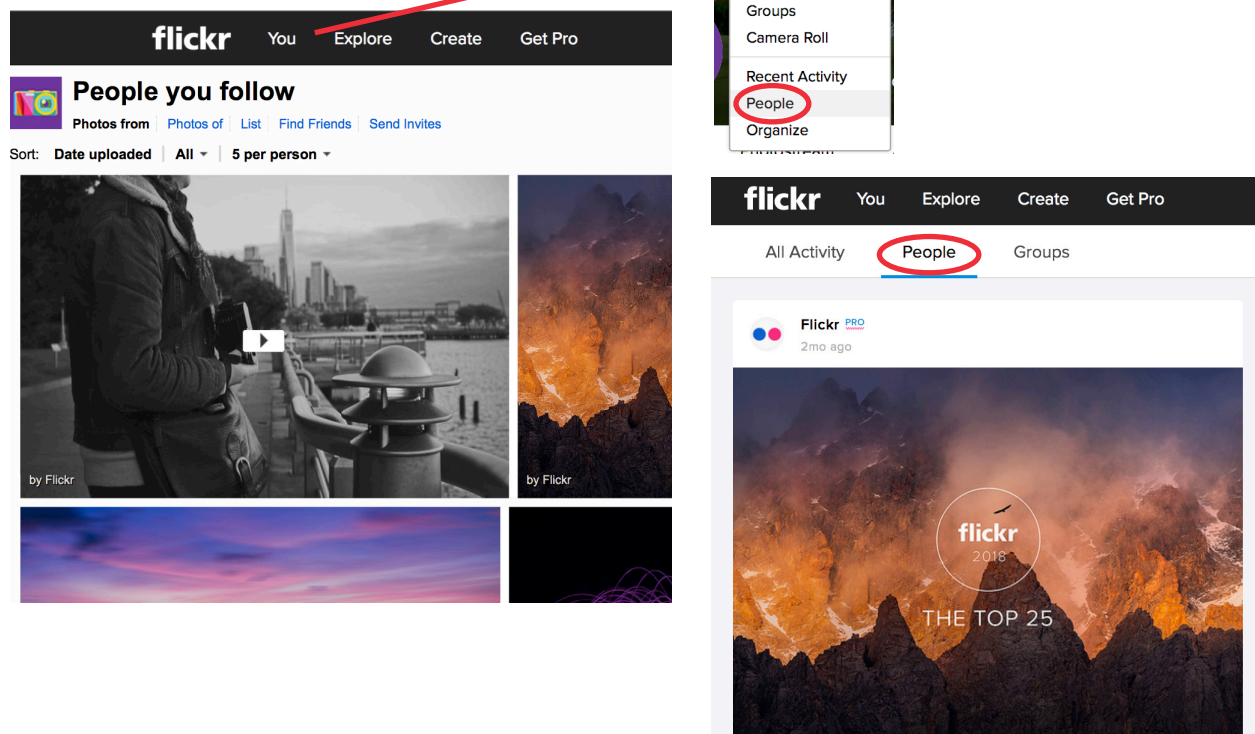 flickr You Explore Create Get Pro
People you follow
Photos from Photos of List Find Friends Send Invites
Sort: Date uploaded All 5 per person
by Flickr
by Flickr
Groups
Camera Roll
Recent Activity
People
Organize
flickr You Explore Create Get Pro
All Activity People Groups
Flickr PRO
2mo ago
flickr
2018
THE TOP 25